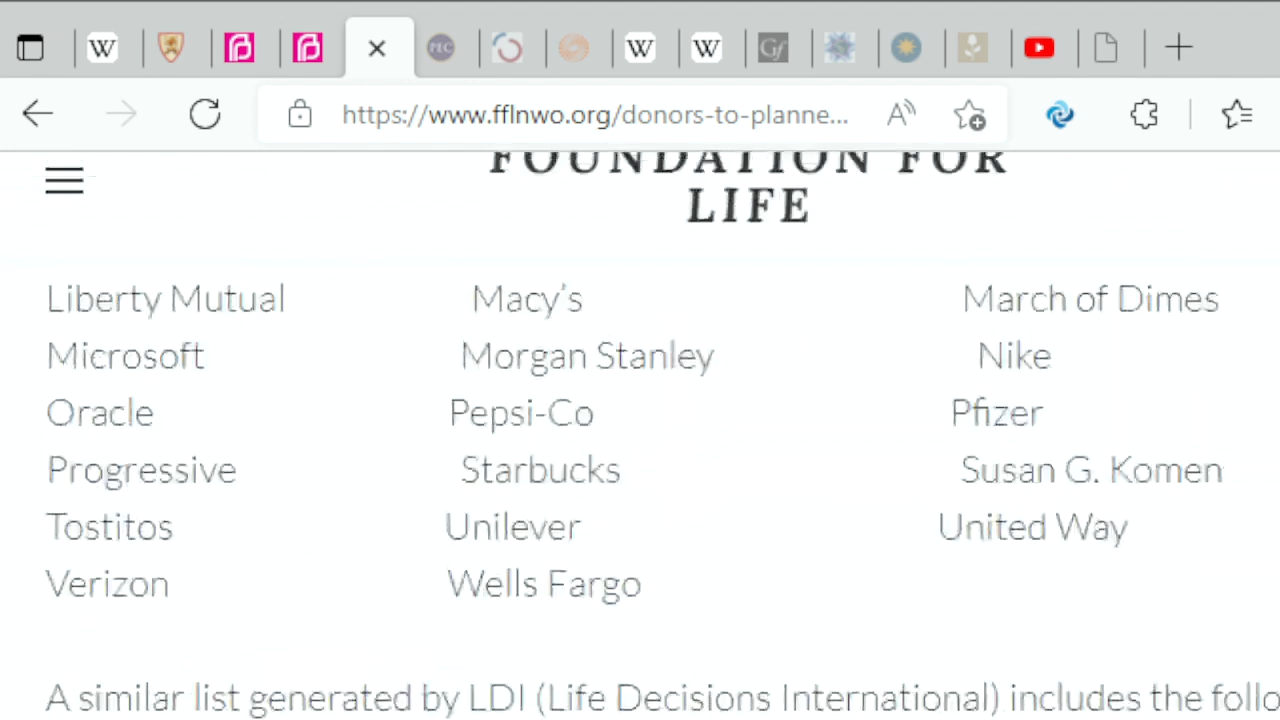 W W W Gf
https://www.fflnwo.org/donors-to-planne... A
FOUNDATION FOR
LIFE
Liberty Mutual Macy's March of Dimes
Microsoft Morgan Stanley Nike
Oracle Pepsi-Co Pfizer
Progressive Starbucks Susan G. Komen
Tostitos Unilever United Way
Verizon Wells Fargo
A similar list generated by LDI (Life Decisions International) includes the follo